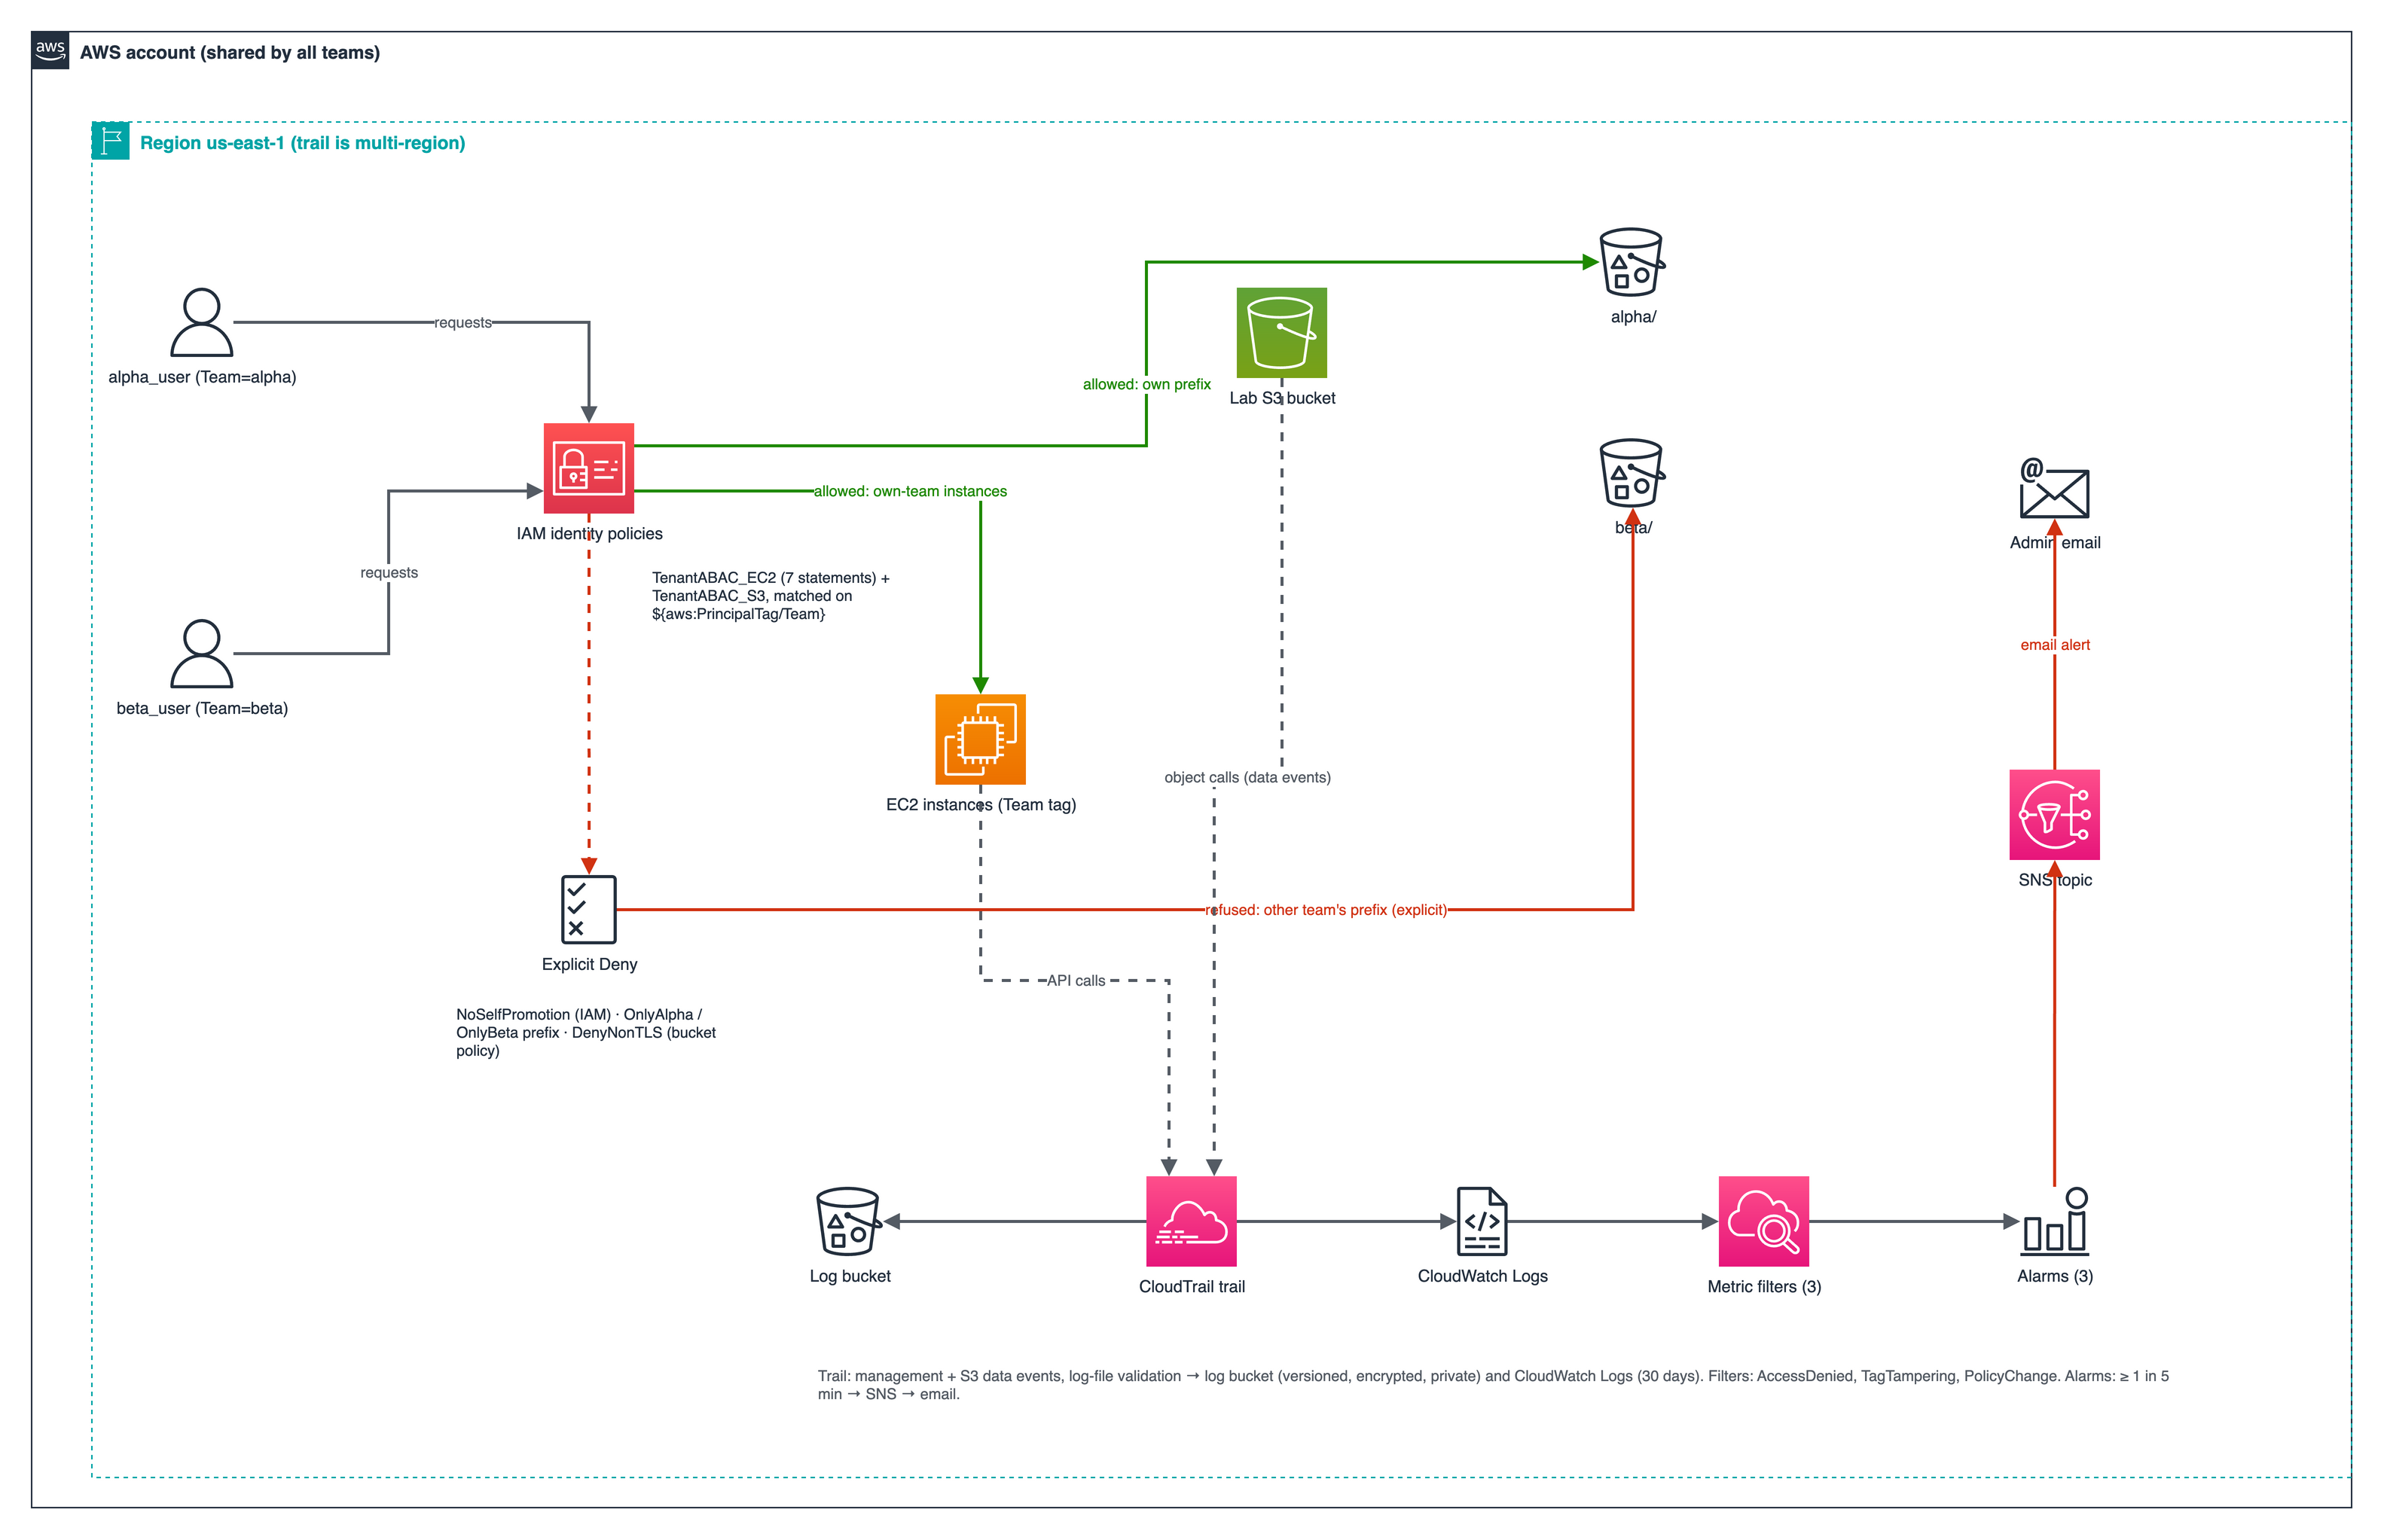 aws
AWS account (shared by all teams)
Region us-east-1 (trail is multi-region)
alpha/
requests
alpha_user (Team=alpha)
allowed: own prefix
Lab S3 bucket
allowed: own-team instances
IAM identity policies
beta/
@
Admin email
requests
TenantABAC_EC2 (7 statements) +
TenantABAC_S3, matched on
${aws:PrincipalTag/Team}
email alert
beta_user (Team=beta)
object calls (data events)
EC2 instances (Team tag)
SNS topic
refused: other team's prefix (explicit)
Explicit Deny
API calls
NoSelfPromotion (IAM) · OnlyAlpha /
OnlyBeta prefix · DenyNonTLS (bucket
policy)
</>
Log bucket
CloudTrail trail
CloudWatch Logs
Metric filters (3)
Alarms (3)
Trail: management + S3 data events, log-file validation → log bucket (versioned, encrypted, private) and CloudWatch Logs (30 days). Filters: AccessDenied, TagTampering, PolicyChange. Alarms: ≥ 1 in 5
min → SNS → email.